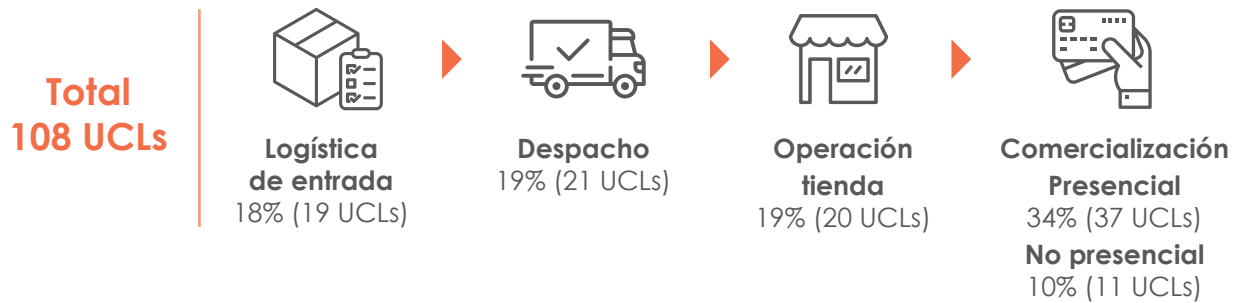 Total
108 UCLs
Logística
de entrada
18% (19 UCLs)
Despacho
19% (21 UCLs)
Operación
tienda
19% (20 UCLs)
Comercialización
Presencial
34% (37 UCLs)
No presencial
10% (11 UCLs)